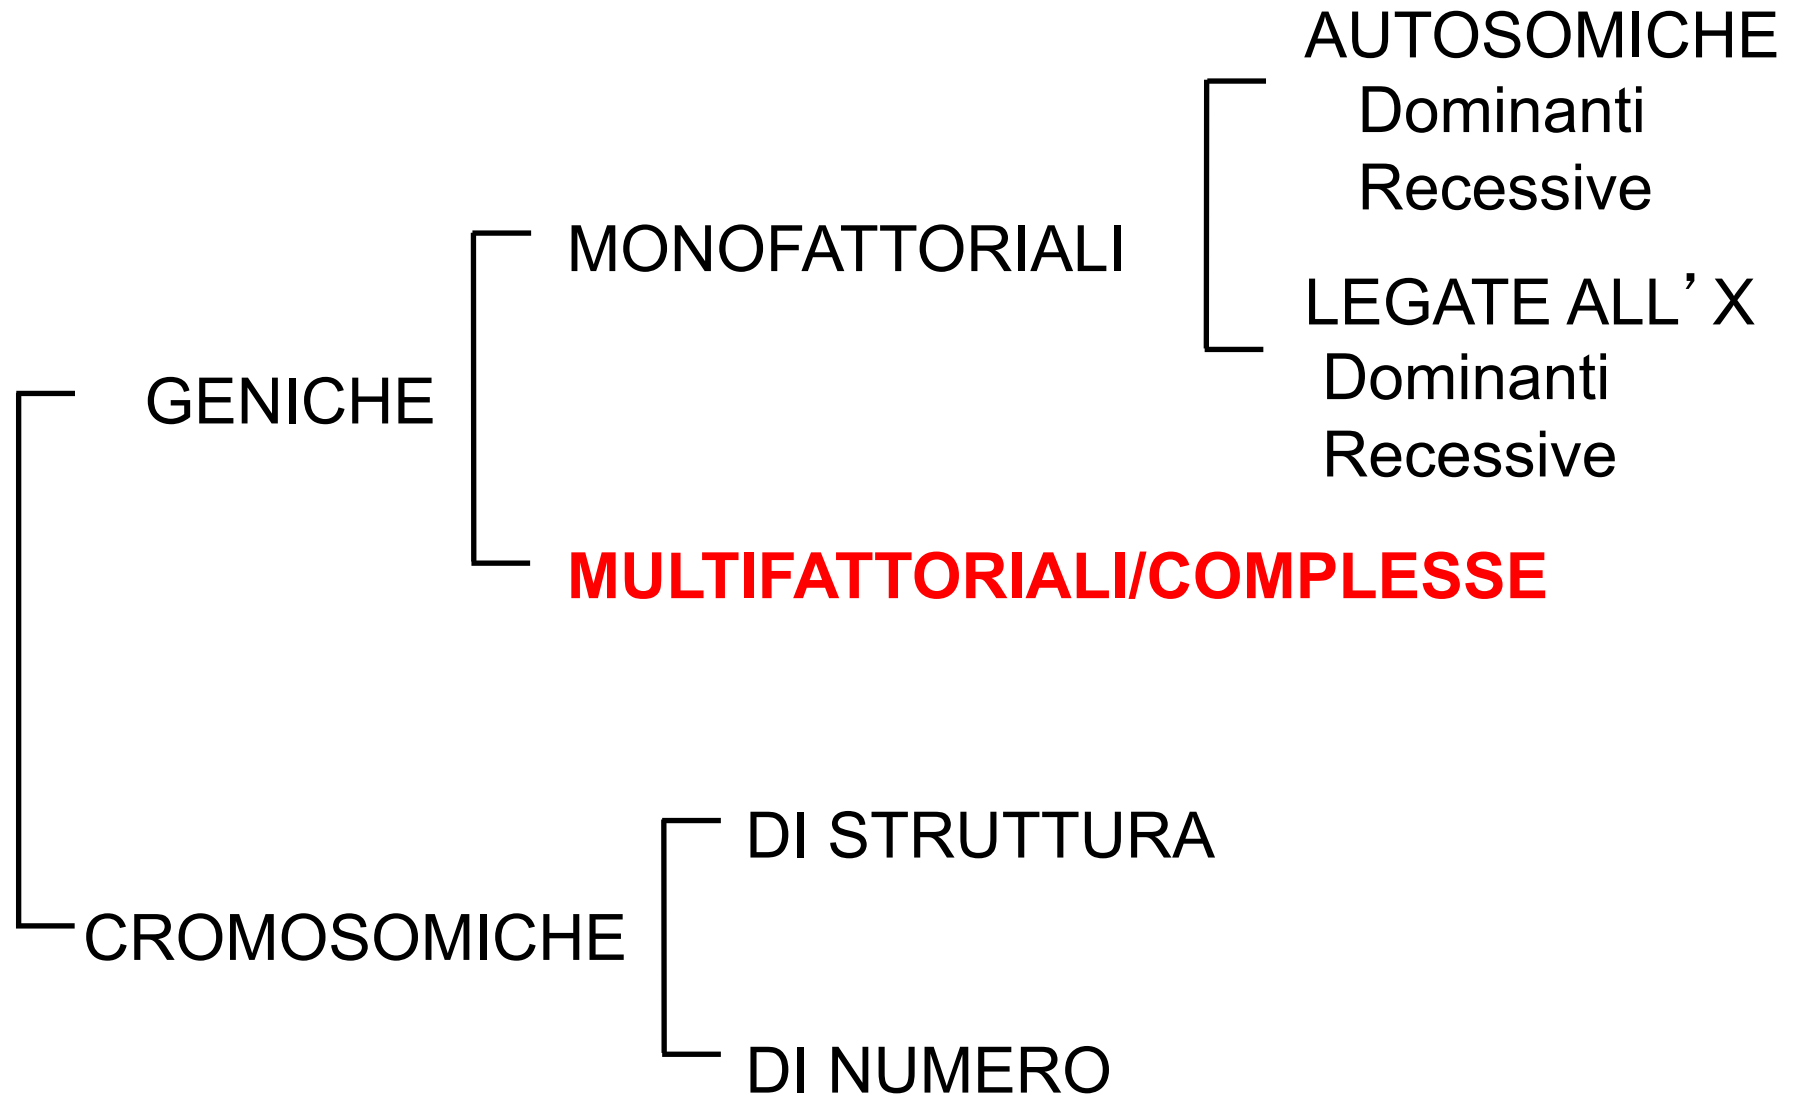 AUTOSOMICHE
Dominanti
Recessive
MONOFATTORIALI
LEGATE ALL’ X
Dominanti
Recessive
GENICHE
MULTIFATTORIALI/COMPLESSE
DI STRUTTURA
CROMOSOMICHE
DI NUMERO